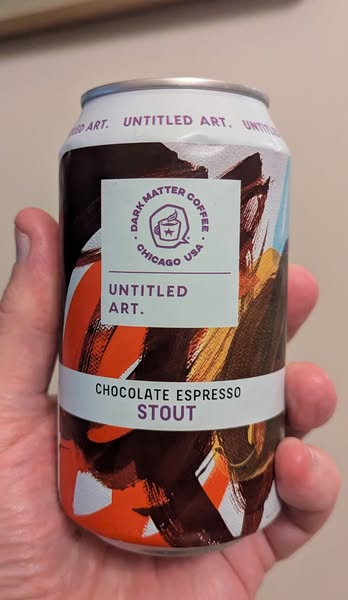 UNTITLED ART. UNTITLED ART.
DARK MATTER COFFEE
· CHICAGO USA ·
UNTITLED
ART.
CHOCOLATE ESPRESSO
STOUT